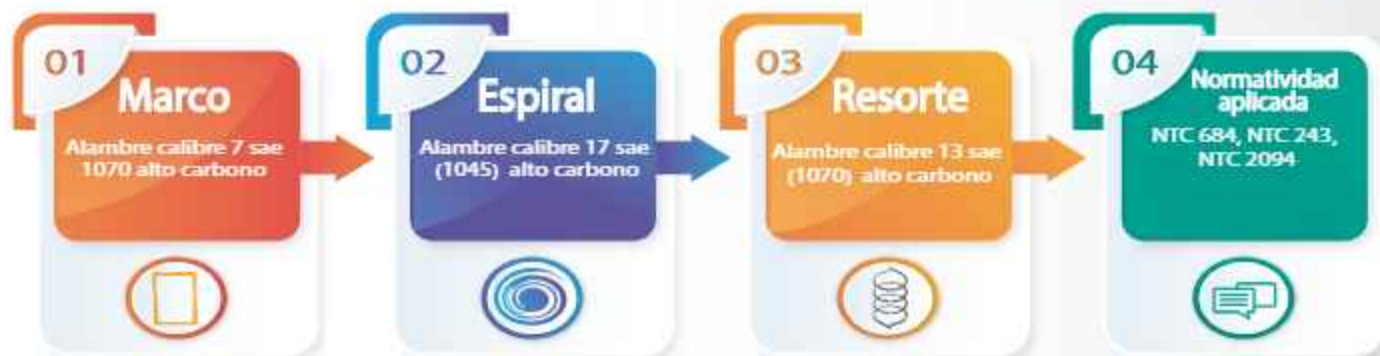 01
Marco
Alambre calibre 7 sae
1070 alto carbono
02
Espiral
Alambre calibre 17 sae
(1045) alto carbono
03
Resorte
Alambre calibre 13 sae
(1070) alto carbono
04
Normatividad
aplicada
NTC 684, NTC 243,
NTC 2094